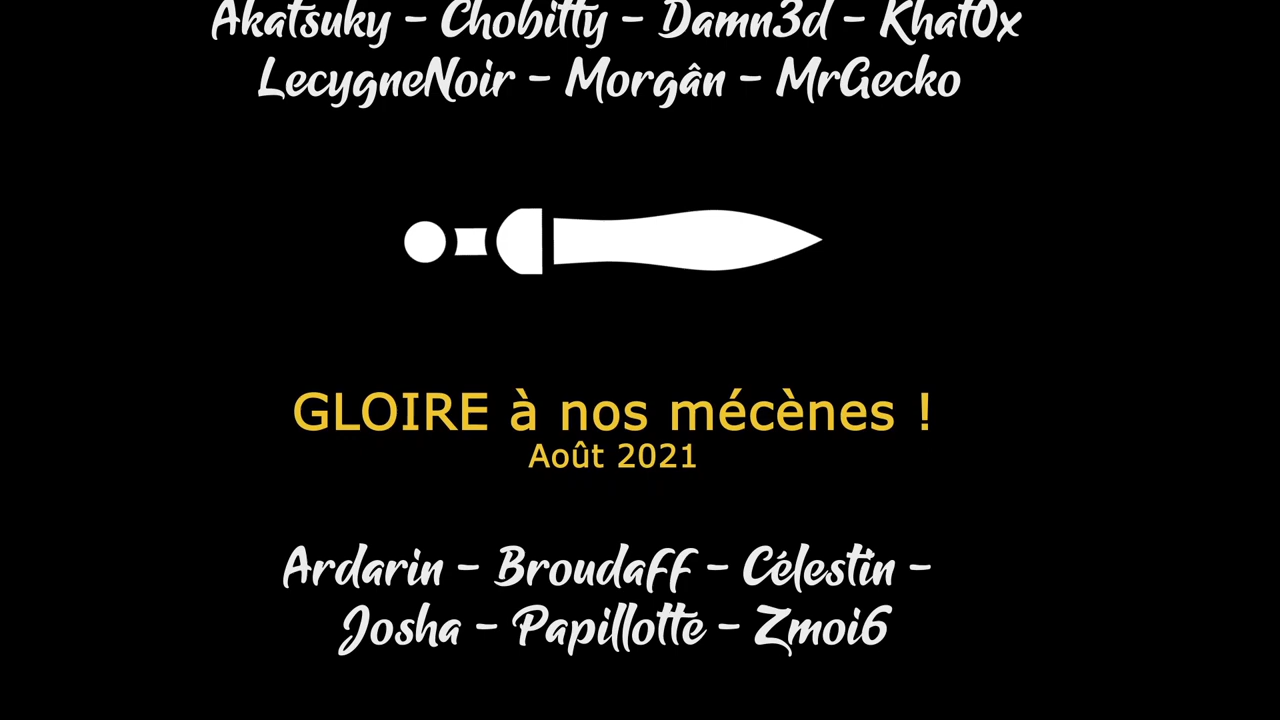 Akatsuky - Chobitty - Damn3d - Khat0x
LecygneNoir - Morgân - MrGecko
GLOIRE à nos mécènes !
Août 2021
Ardarin - Broudaff - Célestin -
Josha - Papillotte - Zmoi6